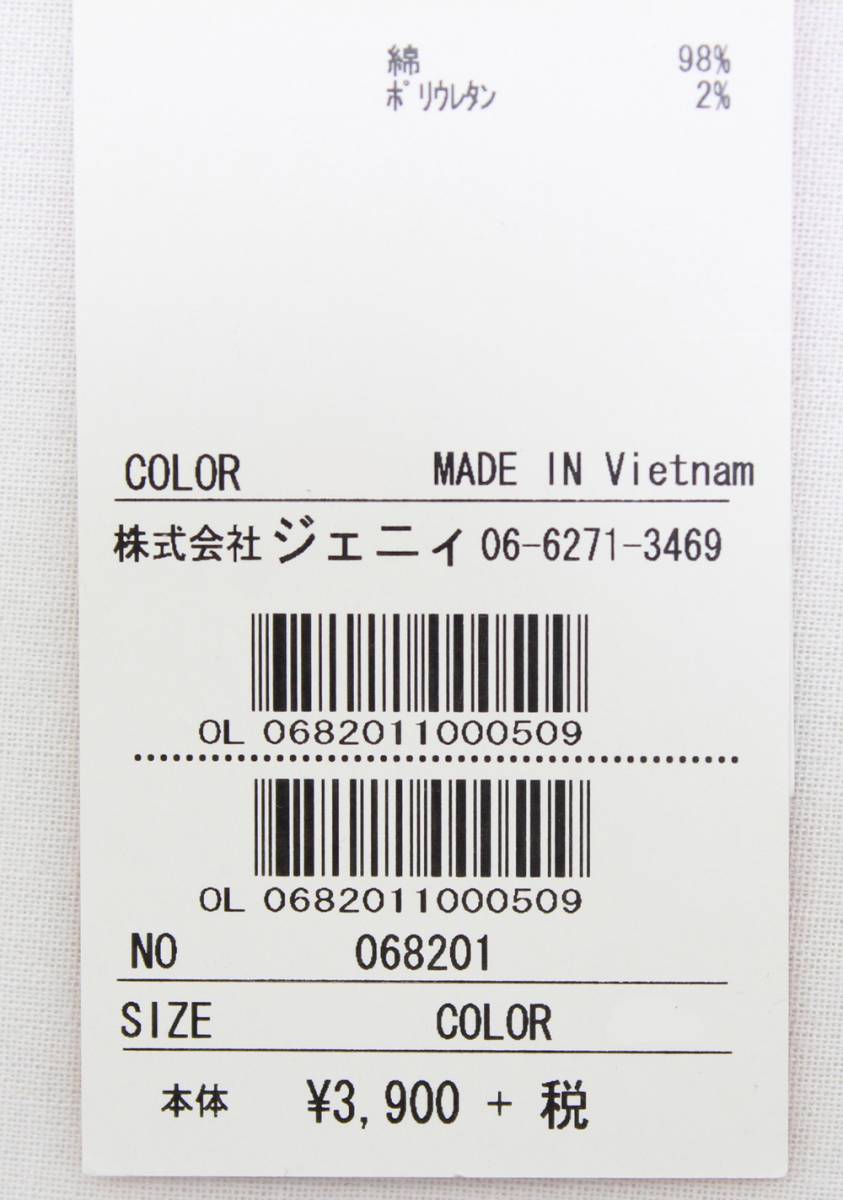 綿 98%
ポリウレタン 2%
COLOR MADE IN Vietnam
株式会社 ジェニィ 06-6271-3469
OL 0682011000509
OL 0682011000509
NO 068201
SIZE COLOR
本体 ¥3,900 + 税